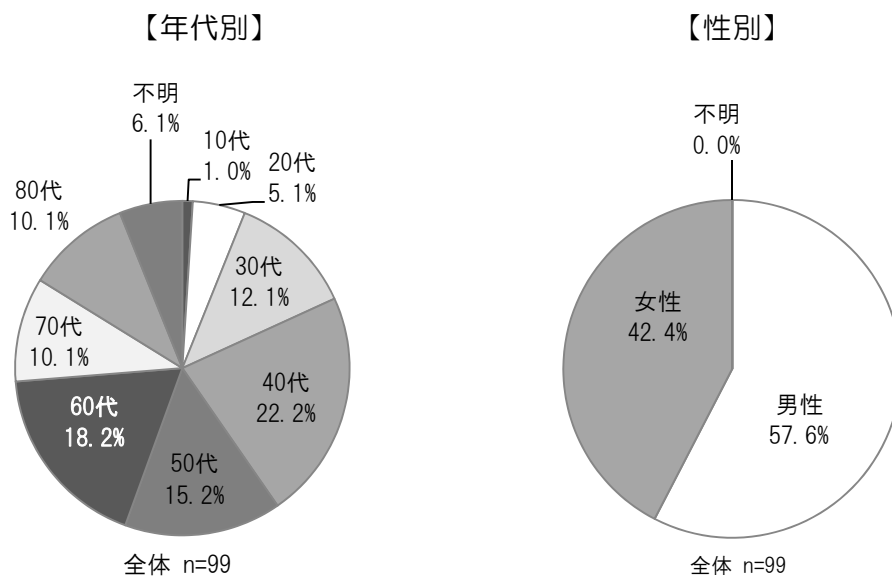 【年代別】
不明
6.1%
10代
1.0%
20代
5.1%
30代
12.1%
40代
22.2%
50代
15.2%
60代
18.2%
70代
10.1%
80代
10.1%
全体 n=99
【性別】
不明
0.0%
女性
42.4%
男性
57.6%
全体 n=99